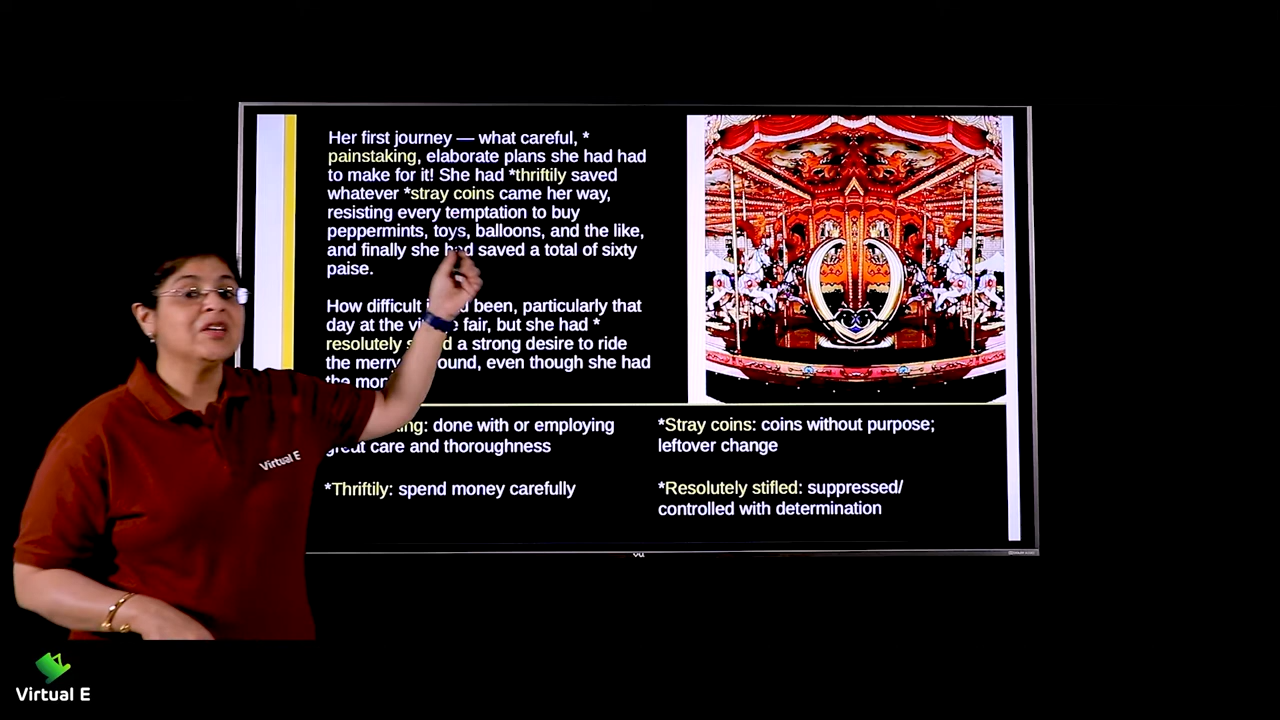 Her first journey — what careful, *
painstaking, elaborate plans she had had
to make for it! She had *thriftily saved
whatever *stray coins came her way,
resisting every temptation to buy
peppermints, toys, balloons, and the like,
and finally she had saved a total of sixty
paise.
How difficult been, particularly that
day at the fair, but she had *
resolutely a strong desire to ride
the even though she had
the
done with or employing
great care and thoroughness
*Thriftily: spend money carefully
*Stray coins: coins without purpose;
leftover change
*Resolutely stifled: suppressed/
controlled with determination
Virtual E
Virtual E